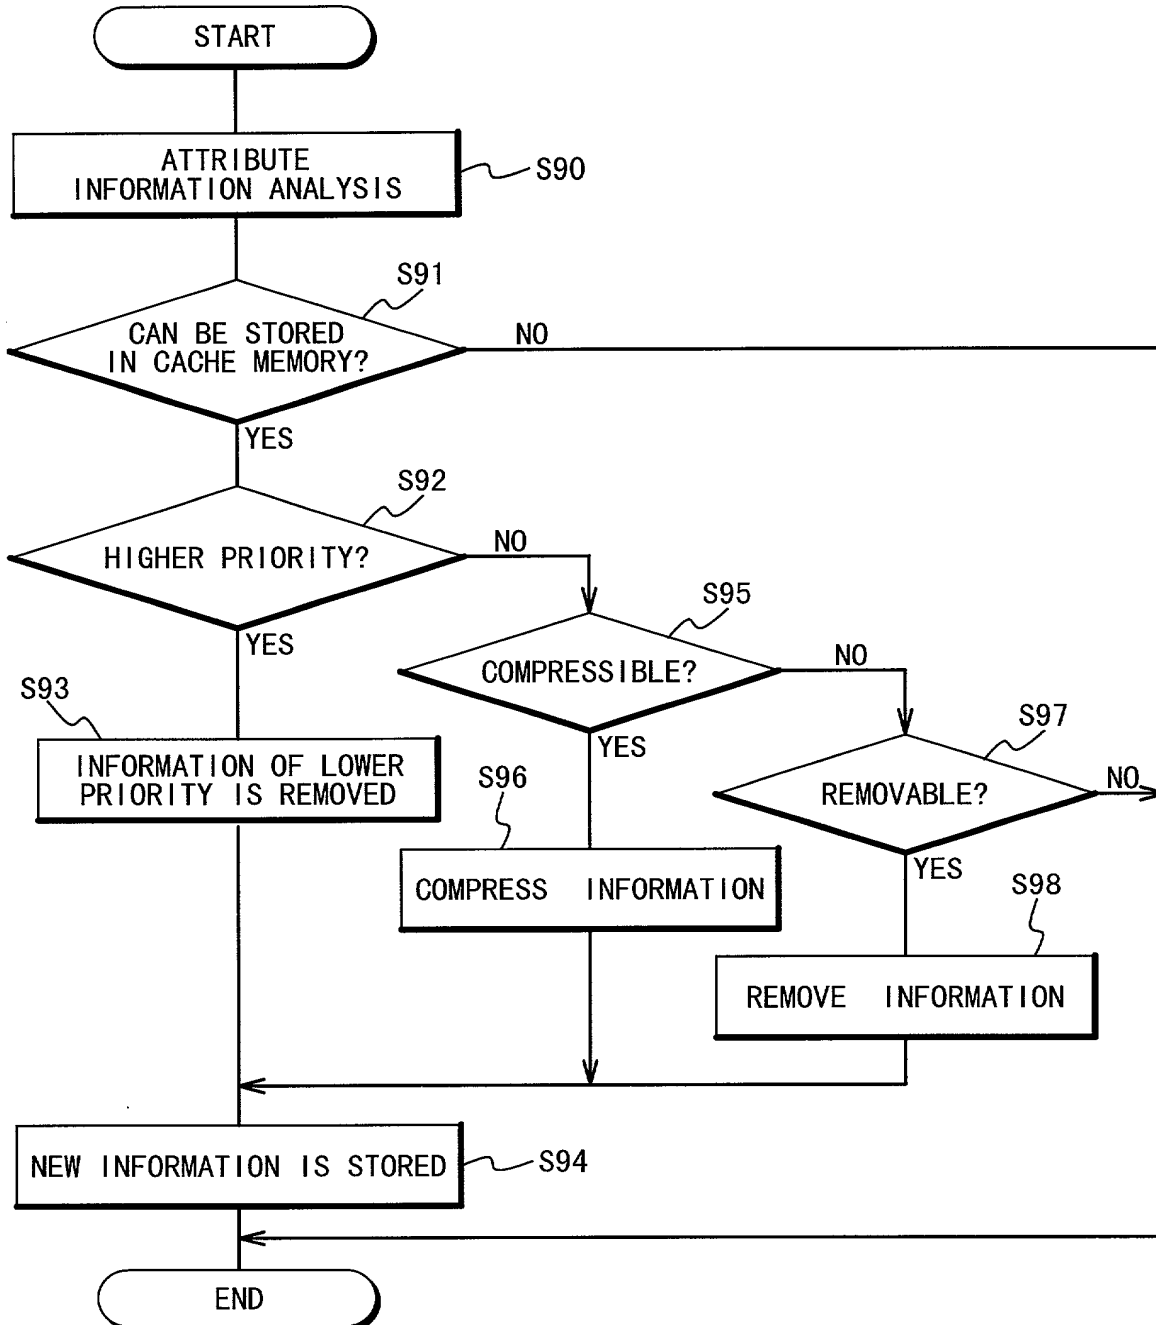 START
ATTRIBUTE
INFORMATION ANALYSIS
S90
S91
CAN BE STORED
IN CACHE MEMORY?
NO
YES
S92
HIGHER PRIORITY?
NO
YES
S95
COMPRESSIBLE?
NO
YES
S93
INFORMATION OF LOWER
PRIORITY IS REMOVED
S97
REMOVABLE?
NO
YES
S96
COMPRESS INFORMATION
S98
REMOVE INFORMATION
NEW INFORMATION IS STORED
S94
END